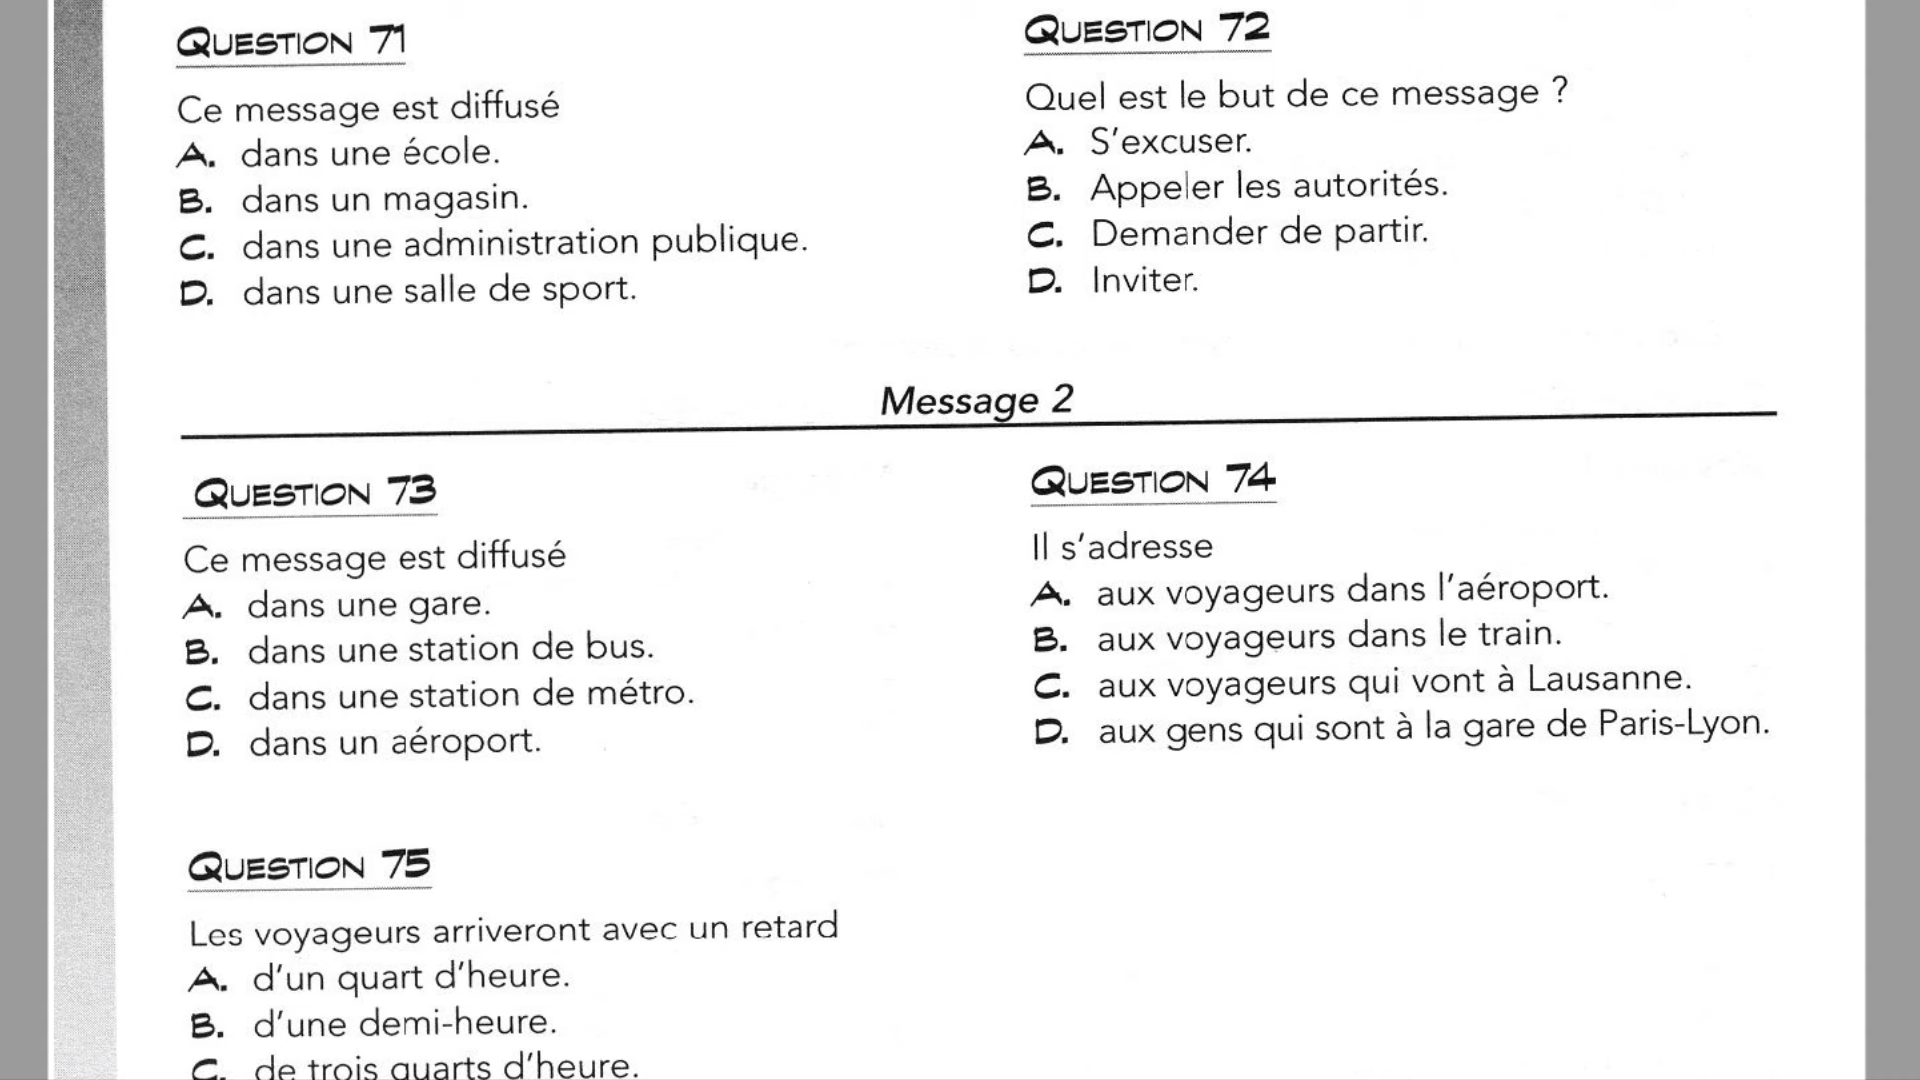 QUESTION 71
Ce message est diffusé
A. dans une école.
B. dans un magasin.
C. dans une administration publique.
D. dans une salle de sport.
QUESTION 72
Quel est le but de ce message ?
A. S'excuser.
B. Appeler les autorités.
C. Demander de partir.
D. Inviter.
Message 2
QUESTION 73
Ce message est diffusé
A. dans une gare.
B. dans une station de bus.
C. dans une station de métro.
D. dans un aéroport.
QUESTION 74
Il s'adresse
A. aux voyageurs dans l'aéroport.
B. aux voyageurs dans le train.
C. aux voyageurs qui vont à Lausanne.
D. aux gens qui sont à la gare de Paris-Lyon.
QUESTION 75
Les voyageurs arriveront avec un retard
A. d'un quart d'heure.
B. d'une demi-heure.
C. de trois quarts d'heure.